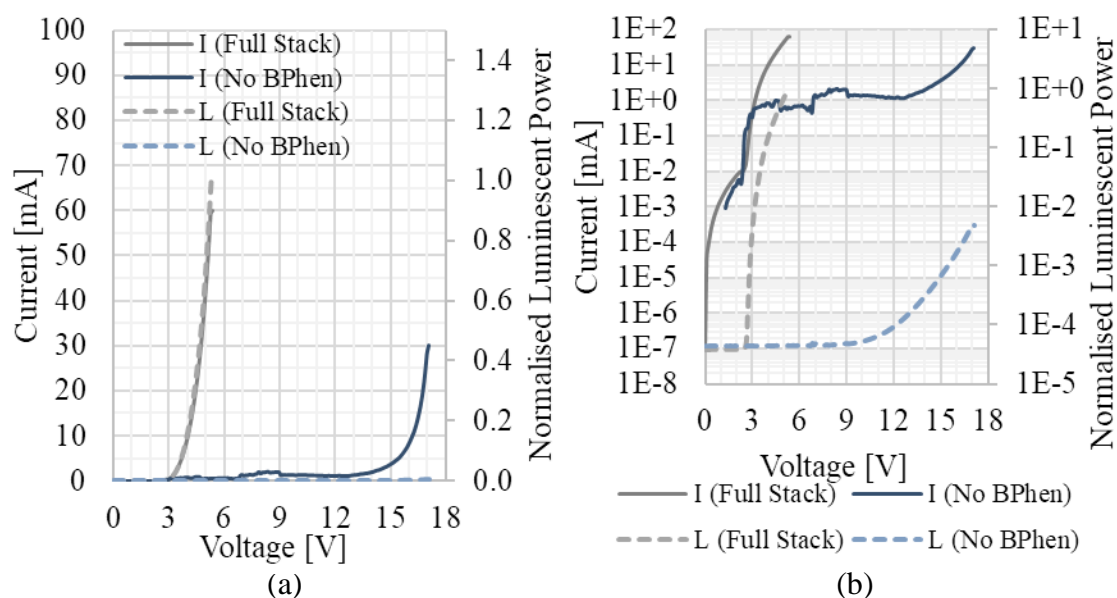 100
90
80
70
60
50
40
30
20
10
0
Current [mA]
I (Full Stack)
I (No BPhen)
L (Full Stack)
L (No BPhen)
1.4
1.2
1.0
0.8
0.6
0.4
0.2
0.0
Normalised Luminescent Power
0 3 6 9 12 15 18
Voltage [V]
(a)
1E+2
1E+1
1E+0
1E-1
1E-2
1E-3
1E-4
1E-5
1E-6
1E-7
1E-8
Current [mA]
1E+1
1E+0
1E-1
1E-2
1E-3
1E-4
1E-5
Normalised Luminescent Power
0 3 6 9 12 15 18
Voltage [V]
I (Full Stack) I (No BPhen)
L (Full Stack) L (No BPhen)
(b)